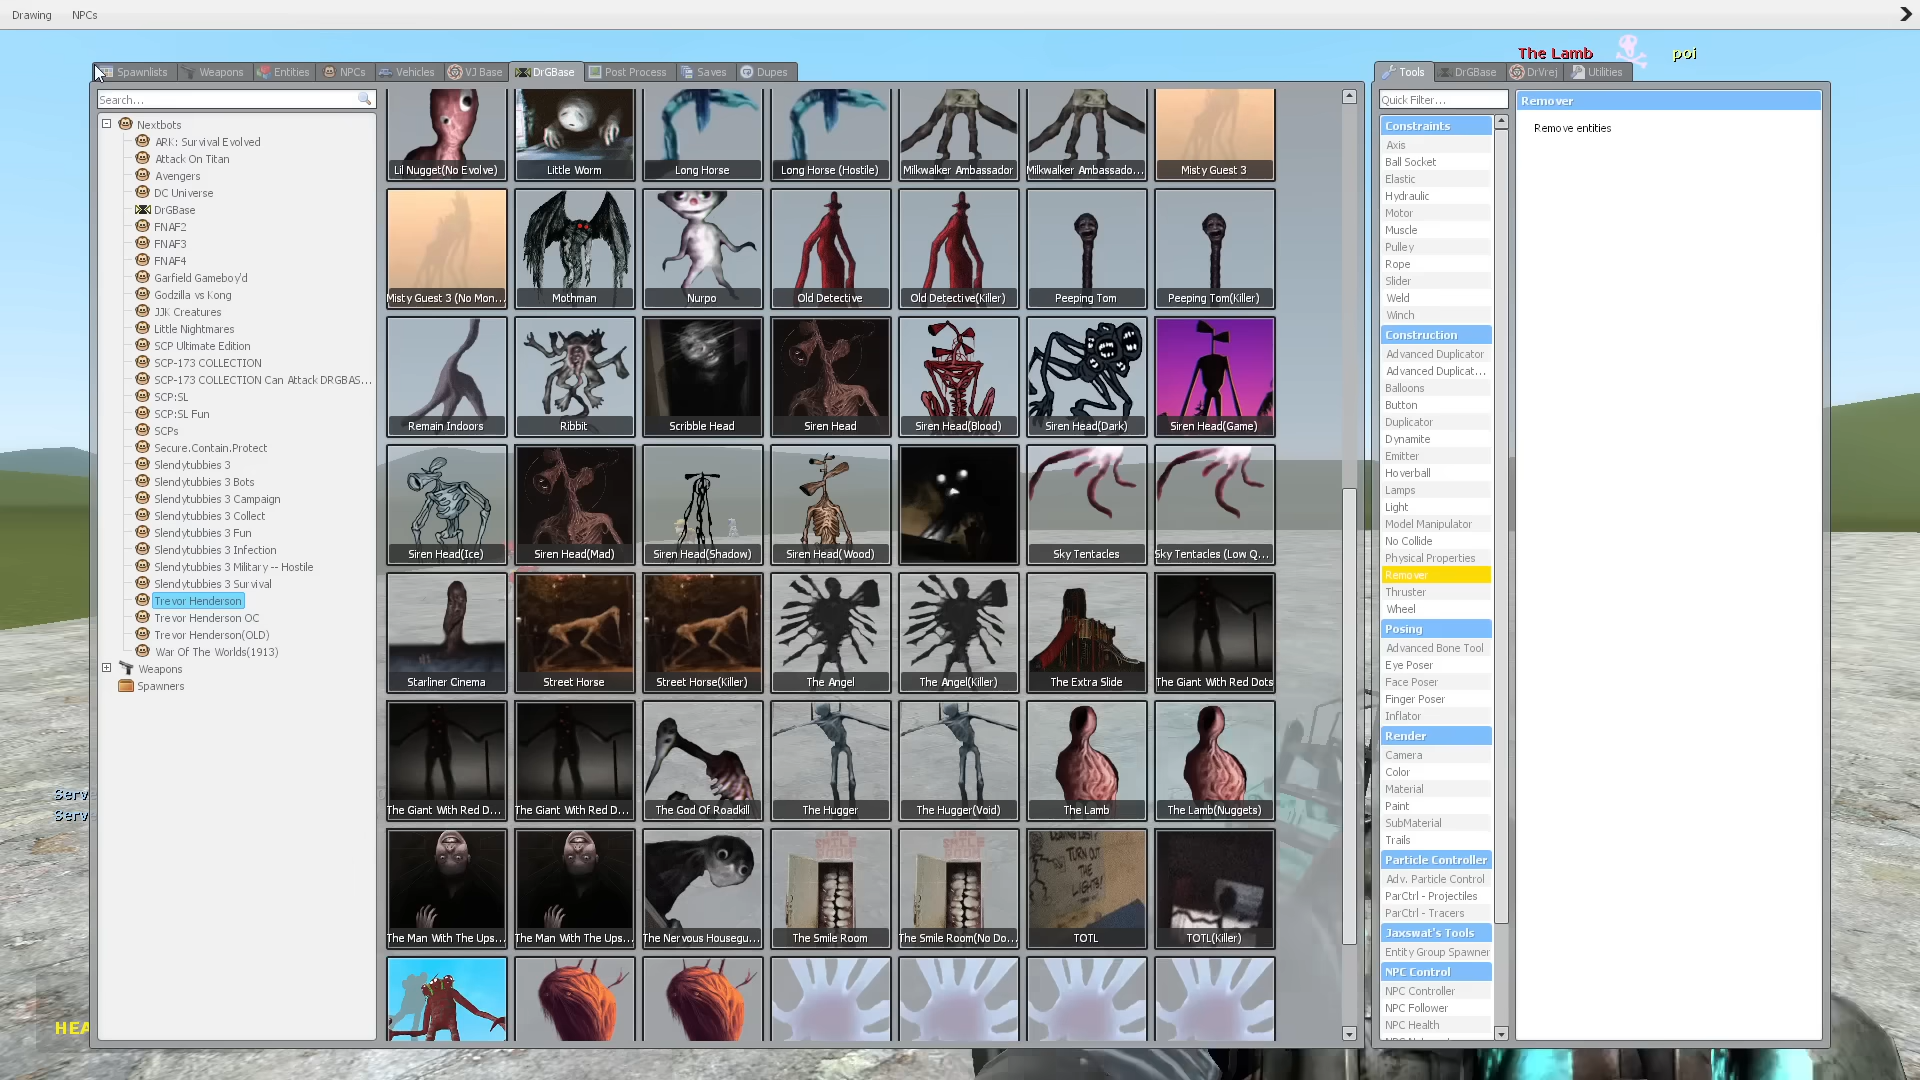 Drawing NPCs
The Lamb poi
Spawnlists Weapons Entities NPCs Vehicles VJ Base DrGBase Post Process Saves Dupes
Tools DrGBase DrVrej Utilities
Search...
Nextbots
ARK: Survival Evolved
Attack On Titan
Avengers
DC Universe
DrGBase
FNAF2
FNAF3
FNAF4
Garfield Gameboy'd
Godzilla vs Kong
JJK Creatures
Little Nightmares
SCP Ultimate Edition
SCP-173 COLLECTION
SCP-173 COLLECTION Can Attack DRGBAS...
SCP:SL
SCP:SL Fun
SCPs
Secure.Contain.Protect
Slendytubbies 3
Slendytubbies 3 Bots
Slendytubbies 3 Campaign
Slendytubbies 3 Collect
Slendytubbies 3 Fun
Slendytubbies 3 Infection
Slendytubbies 3 Military -- Hostile
Slendytubbies 3 Survival
Trevor Henderson
Trevor Henderson OC
Trevor Henderson(OLD)
War Of The Worlds(1913)
Weapons
Spawners
Lil Nugget(No Evolve) Little Worm Long Horse Long Horse (Hostile) Milkwalker Ambassador Milkwalker Ambassado... Misty Guest 3
Misty Guest 3 (No Mon... Mothman Nurpo Old Detective Old Detective(Killer) Peeping Tom Peeping Tom(Killer)
Remain Indoors Ribbit Scribble Head Siren Head Siren Head(Blood) Siren Head(Dark) Siren Head(Game)
Siren Head(Ice) Siren Head(Mad) Siren Head(Shadow) Siren Head(Wood) Sky Tentacles Sky Tentacles (Low Q...
Starliner Cinema Street Horse Street Horse(Killer) The Angel The Angel(Killer) The Extra Slide The Giant With Red Dots
The Giant With Red D... The Giant With Red D... The God Of Roadkill The Hugger The Hugger(Void) The Lamb The Lamb(Nuggets)
TURN OUT
THE
LIGHTS!
The Man With The Ups... The Man With The Ups... The Nervous Housegu... The Smile Room The Smile Room(No Do... TOTL TOTL(Killer)
Serv
Serv
HEA
Quick Filter...
Constraints
Axis
Ball Socket
Elastic
Hydraulic
Motor
Muscle
Pulley
Rope
Slider
Weld
Winch
Construction
Advanced Duplicator
Advanced Duplicat...
Balloons
Button
Duplicator
Dynamite
Emitter
Hoverball
Lamps
Light
Model Manipulator
No Collide
Physical Properties
Remover
Thruster
Wheel
Posing
Advanced Bone Tool
Eye Poser
Face Poser
Finger Poser
Inflator
Render
Camera
Color
Material
Paint
SubMaterial
Trails
Particle Controller
Adv. Particle Control
ParCtrl - Projectiles
ParCtrl - Tracers
Jaxswat's Tools
Entity Group Spawner
NPC Control
NPC Controller
NPC Follower
NPC Health
Remover
Remove entities